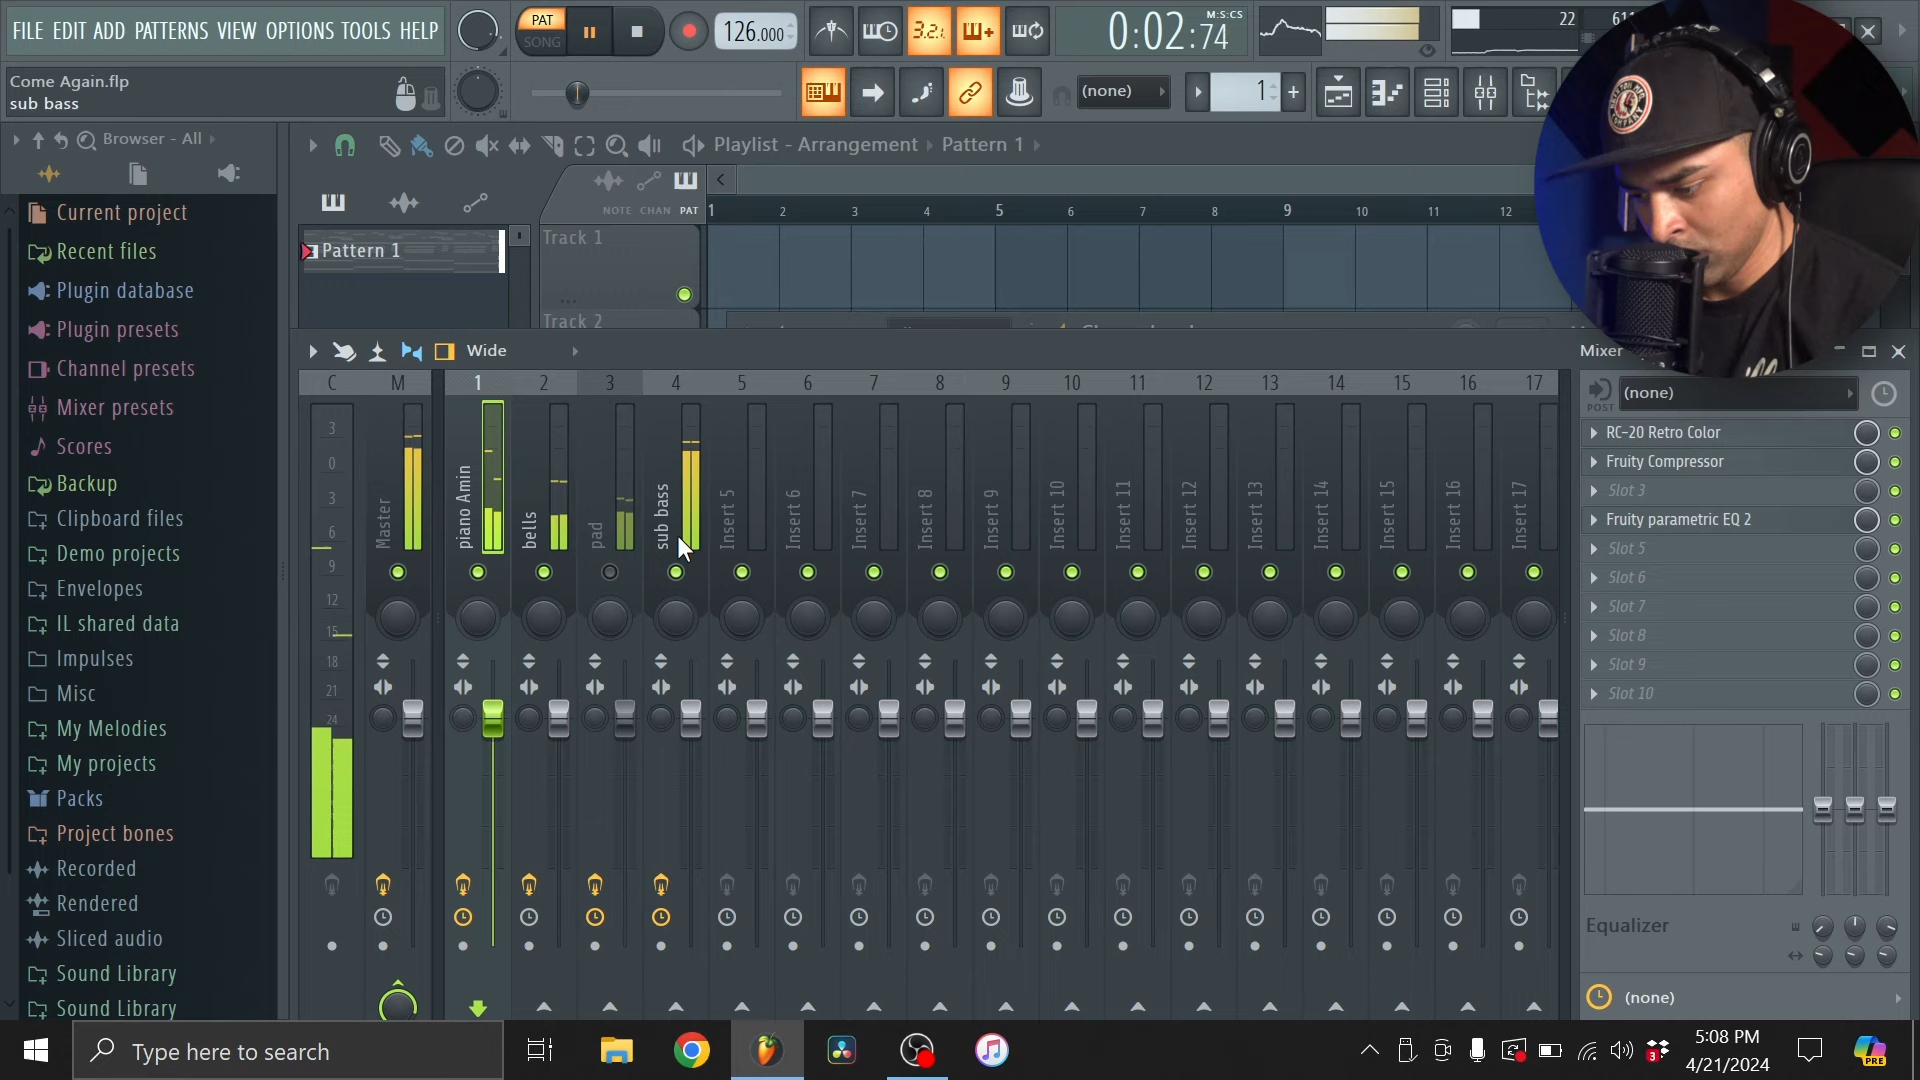 FILE EDIT ADD PATTERNS VIEW OPTIONS TOOLS HELP
PAT
SONG
126.000
3.2.1
0:02:74
M:S:CS
22
Come Again.flp
sub bass
(none)
1
Browser - All
Playlist - Arrangement Pattern 1
NOTE CHAN PAT
1 2 3 4 5 6 7 8 9 10 11 12
Current project
Recent files
Plugin database
Plugin presets
Channel presets
Mixer presets
Scores
Backup
Clipboard files
Demo projects
Envelopes
IL shared data
Impulses
Misc
My Melodies
My projects
Packs
Project bones
Recorded
Rendered
Sliced audio
Sound Library
Sound Library
Pattern 1
Track 1
Track 2
Wide
Mixer
C M 1 2 3 4 5 6 7 8 9 10 11 12 13 14 15 16 17
3
0
3
6
9
12
15
18
21
24
Master
piano Amin
bells
pad
sub bass
Insert 5
Insert 6
Insert 7
Insert 8
Insert 9
Insert 10
Insert 11
Insert 12
Insert 13
Insert 14
Insert 15
Insert 16
Insert 17
POST
(none)
RC-20 Retro Color
Fruity Compressor
Slot 3
Fruity parametric EQ 2
Slot 5
Slot 6
Slot 7
Slot 8
Slot 9
Slot 10
Equalizer
(none)
Type here to search
3
5:08 PM
4/21/2024
PRE